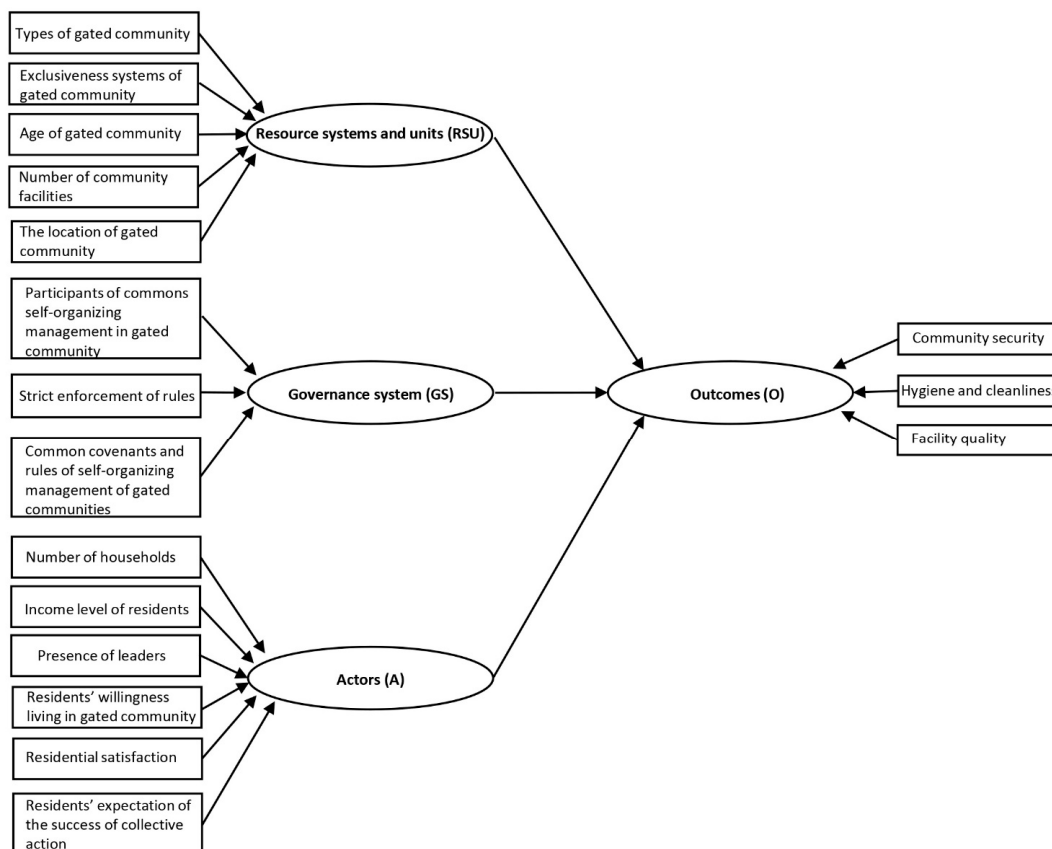 Types of gated community
Exclusiveness systems of
gated community
Age of gated community
Number of community
facilities
The location of gated
community
Resource systems and units (RSU)
Participants of commons
self-organizing
management in gated
community
Strict enforcement of rules
Common covenants and
rules of self-organizing
management of gated
communities
Governance system (GS)
Number of households
Income level of residents
Presence of leaders
Residents’ willingness
living in gated community
Residential satisfaction
Residents’ expectation of
the success of collective
action
Actors (A)
Outcomes (O)
Community security
Hygiene and cleanlines
Facility quality